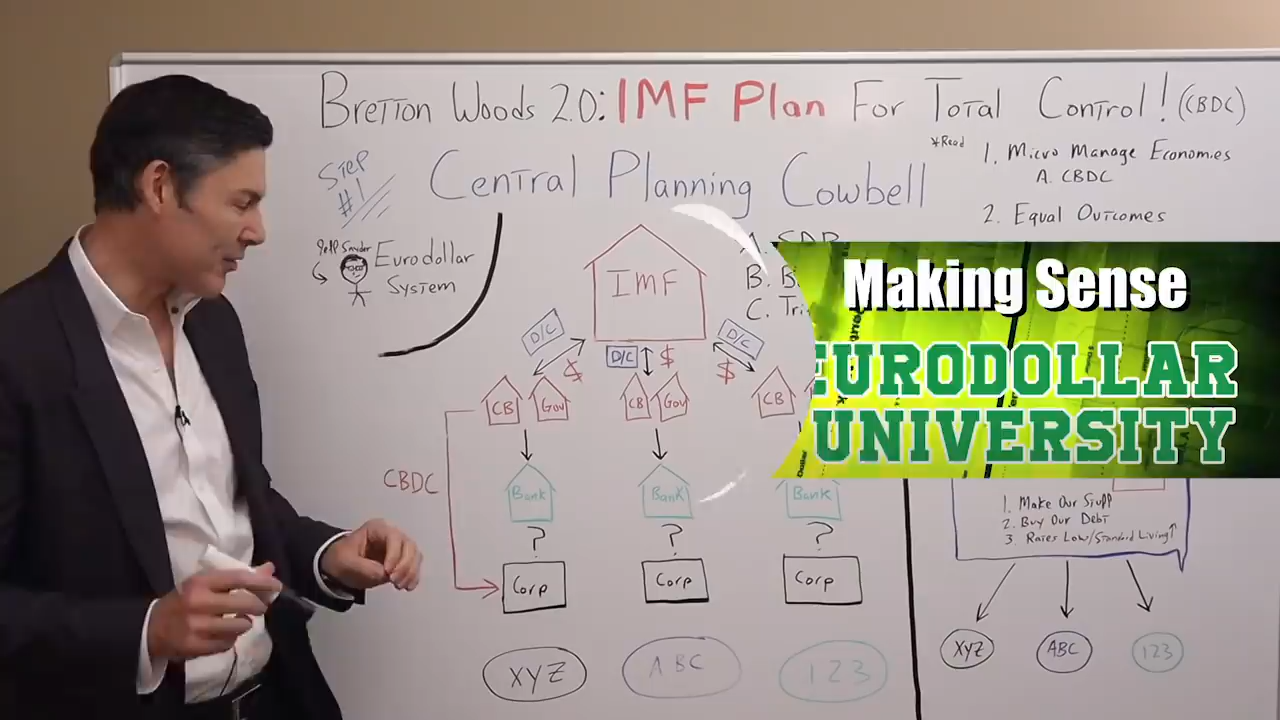 Bretton Woods 2.0: IMF Plan For Total Control! (CBDC)
*Read
1. Micro Manage Economies
A. CBDC
2. Equal Outcomes
Step
#1
Central Planning Cowbell
Jeff Snyder
Eurodollar
System
IMF
A. SDR
B.
C.
Making Sense
EURODOLLAR
UNIVERSITY
D/C
D/C
D/C
$
$
$
CB
Gov
CB
Gov
CB
CBDC
Bank
Bank
Bank
?
?
?
Corp
Corp
Corp
XYZ
ABC
123
1. Make Our Stuff
2. Buy Our Debt
3. Rates Low/Standard Living↑
XYZ
ABC
123